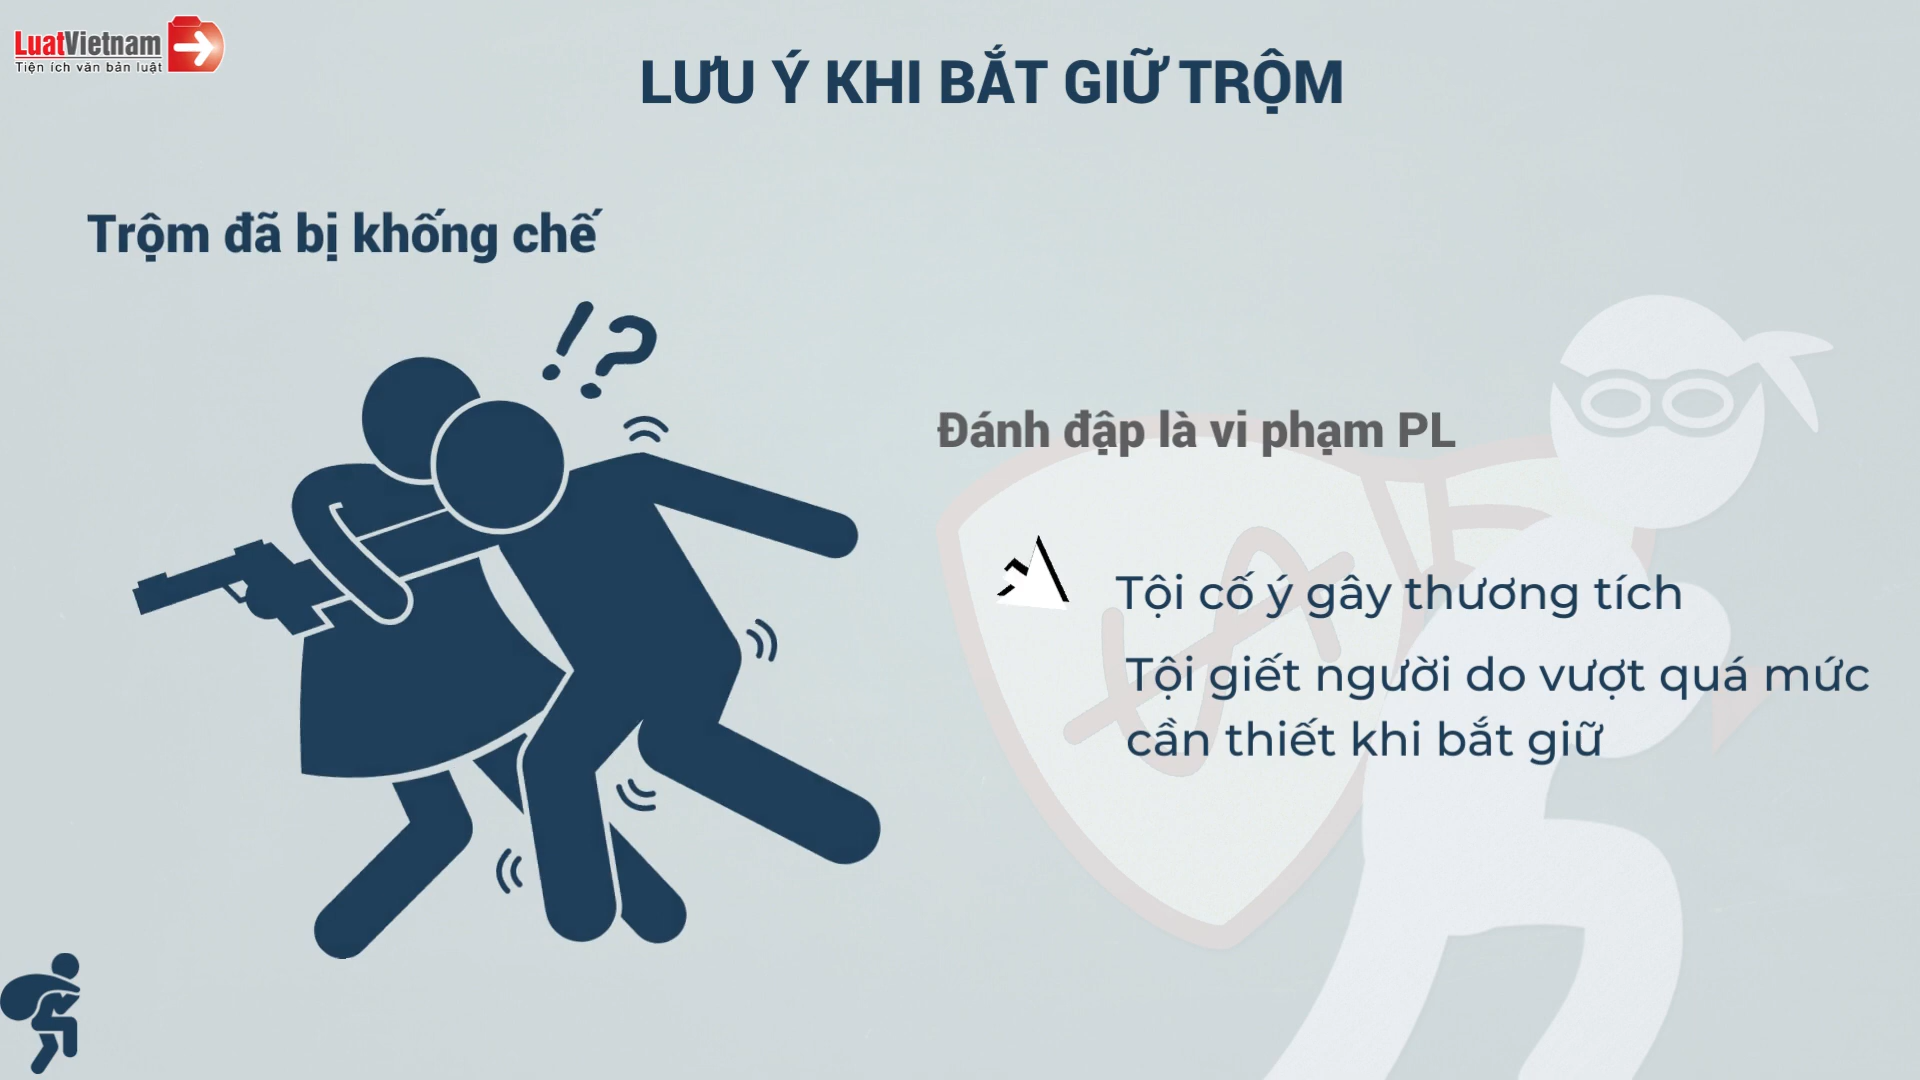 LuatVietnam
Tiện ích văn bản luật
LƯU Ý KHI BẮT GIỮ TRỘM
Trộm đã bị khống chế
!?
Đánh đập là vi phạm PL
Tội cố ý gây thương tích
Tội giết người do vượt quá mức
cần thiết khi bắt giữ